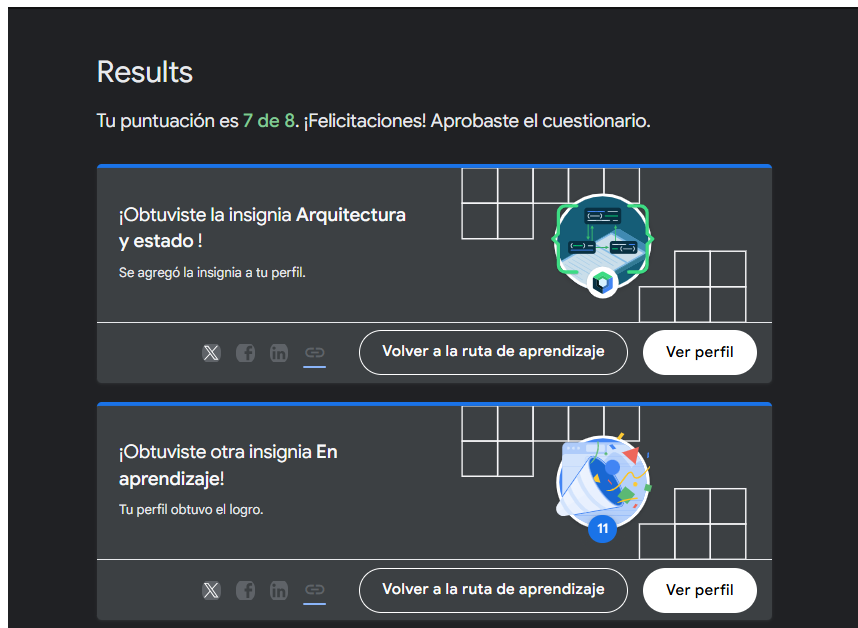 Results
Tu puntuación es 7 de 8. ¡Felicitaciones! Aprobaste el cuestionario.
¡Obtuviste la insignia Arquitectura
y estado !
Se agregó la insignia a tu perfil.
Volver a la ruta de aprendizaje
Ver perfil
¡Obtuviste otra insignia En
aprendizaje!
Tu perfil obtuvo el logro.
11
Volver a la ruta de aprendizaje
Ver perfil